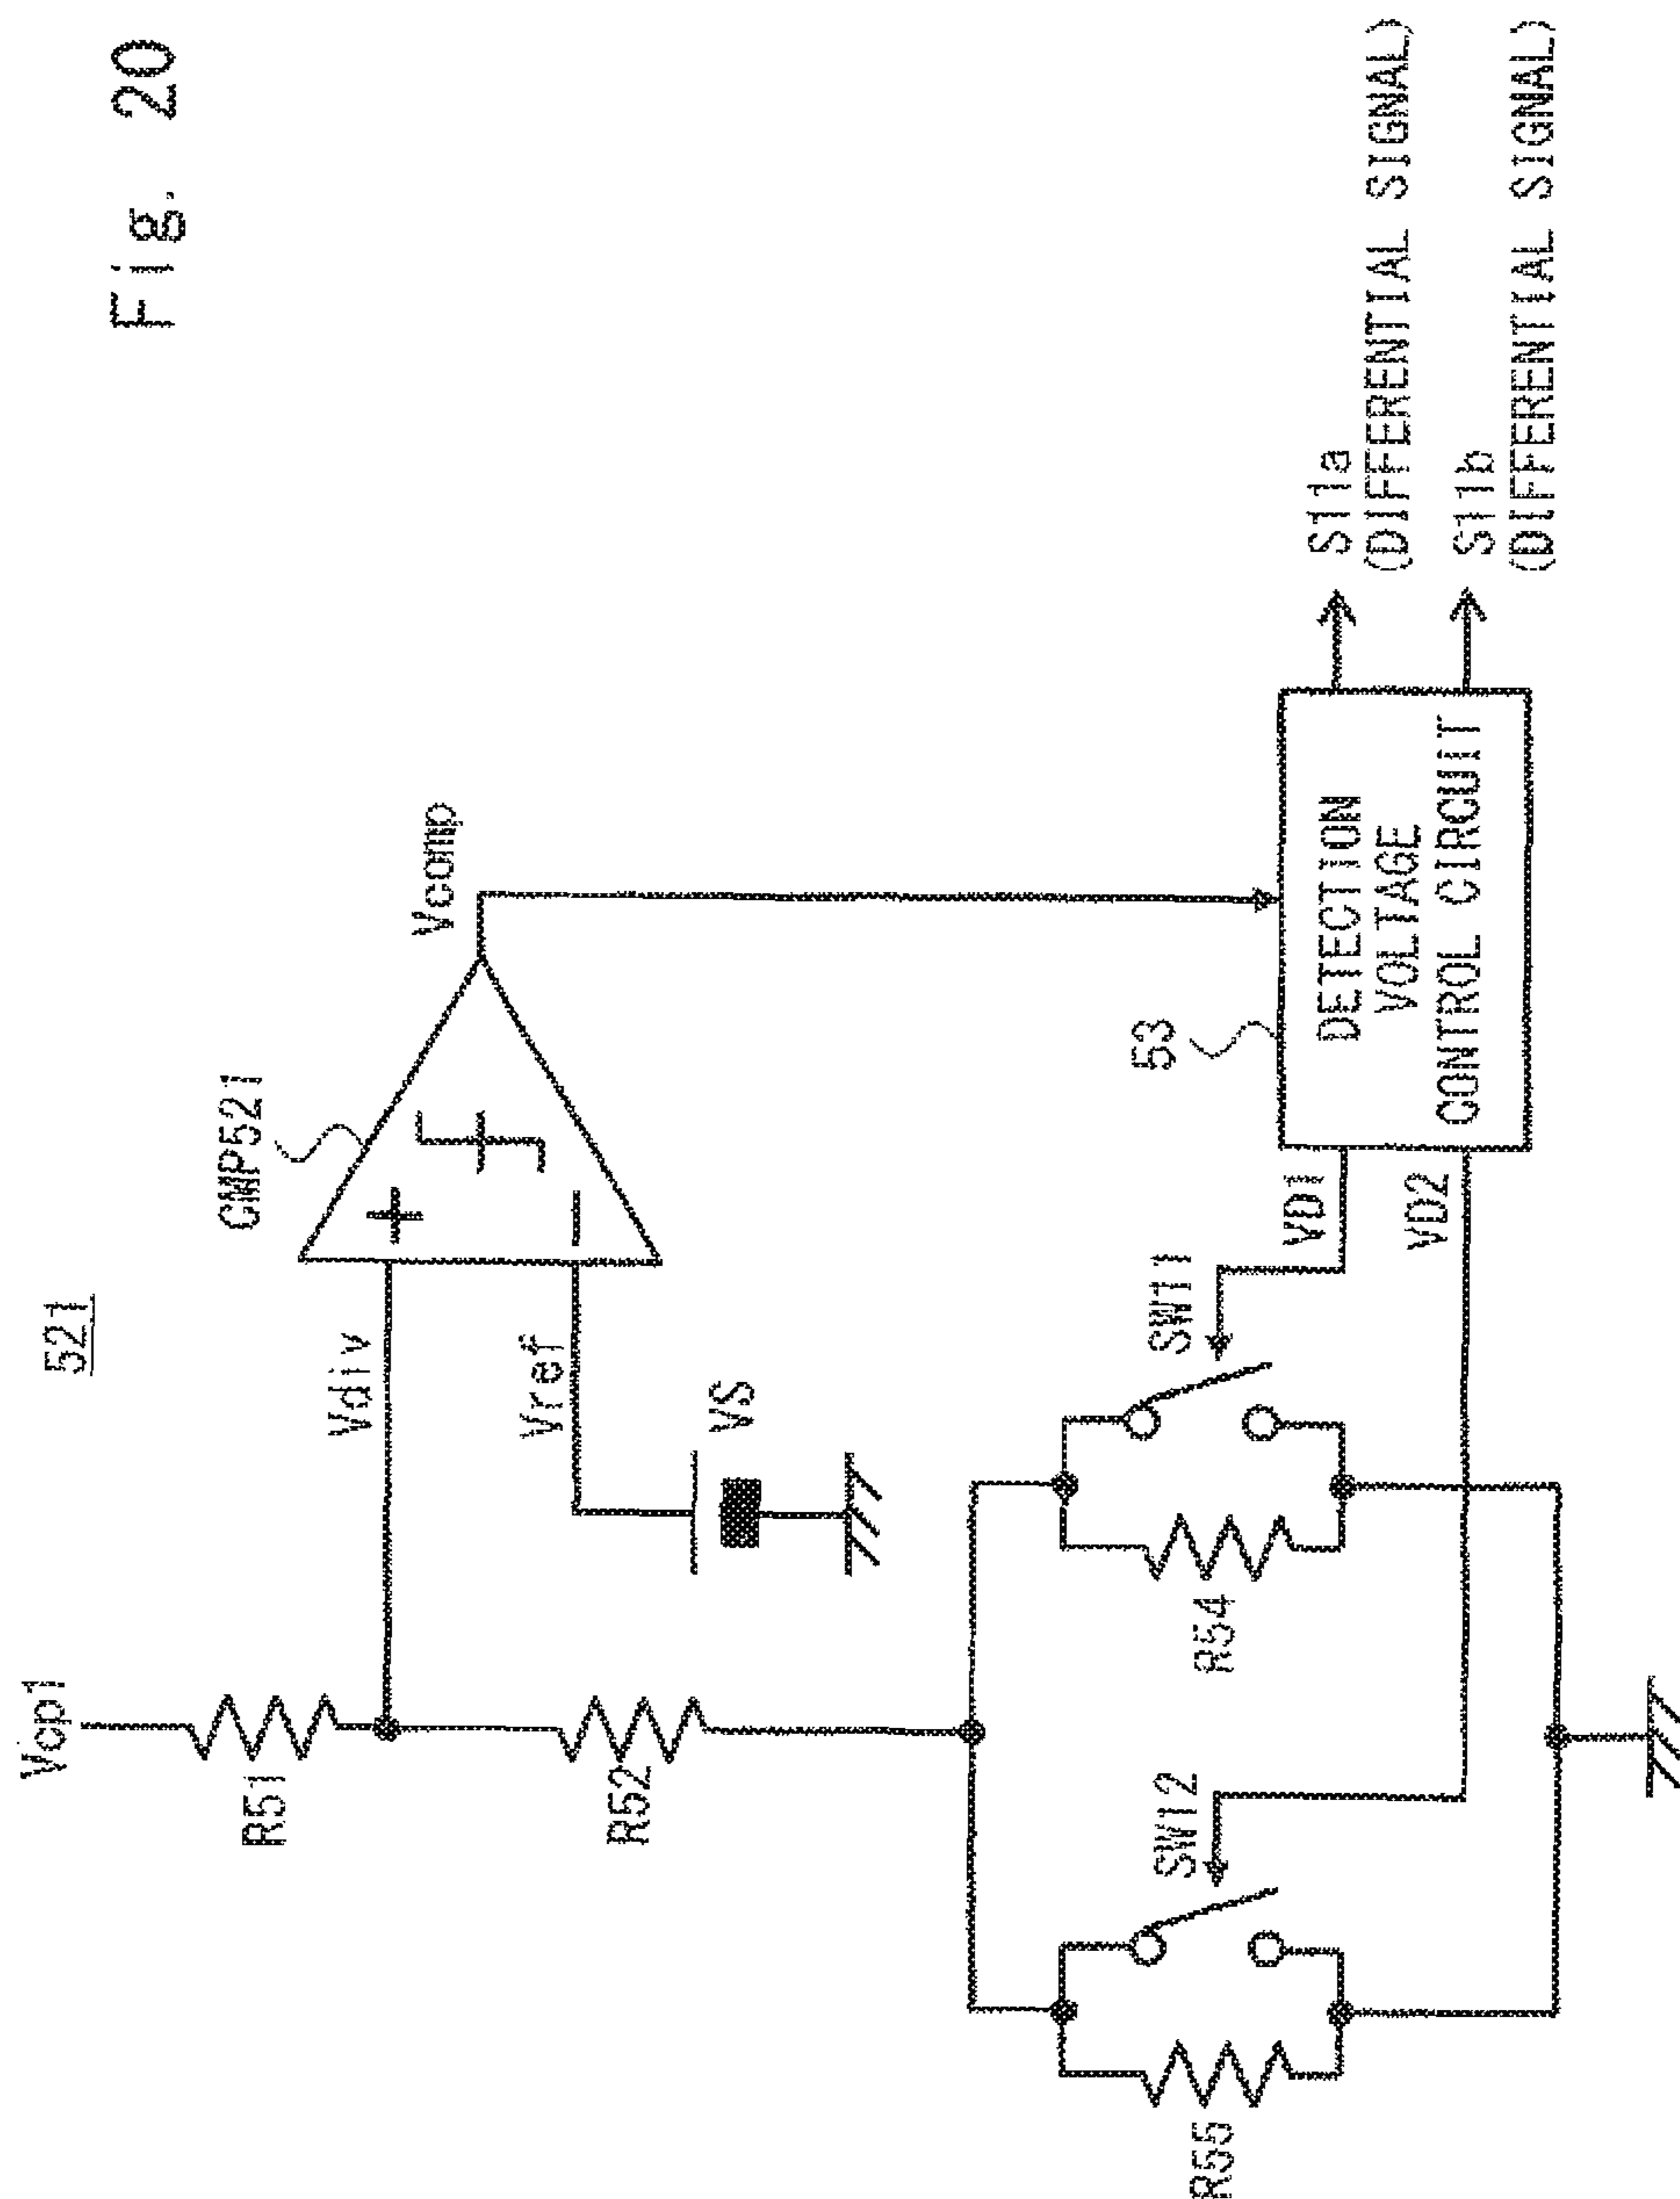 Fig. 20
521
Vcp1
R51
R52
Vdiv
Vref
VS
CMP521
Vcomp
53
DETECTION
VOLTAGE
CONTROL CIRCUIT
VD1
VD2
SW11
SW12
R54
R55
S11a
(DIFFERENTIAL SIGNAL)
S11b
(DIFFERENTIAL SIGNAL)